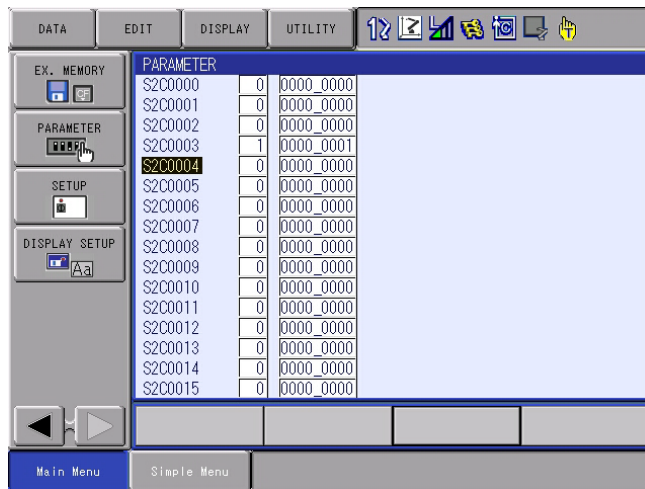 DATA EDIT DISPLAY UTILITY
EX. MEMORY
CF
PARAMETER
SETUP
DISPLAY SETUP
Aa
PARAMETER
S2C0000 0 0000_0000
S2C0001 0 0000_0000
S2C0002 0 0000_0000
S2C0003 1 0000_0001
S2C0004 0 0000_0000
S2C0005 0 0000_0000
S2C0006 0 0000_0000
S2C0007 0 0000_0000
S2C0008 0 0000_0000
S2C0009 0 0000_0000
S2C0010 0 0000_0000
S2C0011 0 0000_0000
S2C0012 0 0000_0000
S2C0013 0 0000_0000
S2C0014 0 0000_0000
S2C0015 0 0000_0000
Main Menu Simple Menu